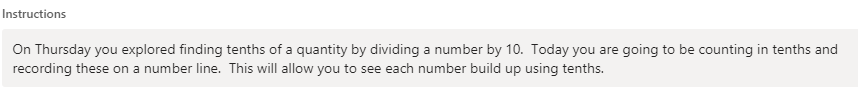 Instructions
On Thursday you explored finding tenths of a quantity by dividing a number by 10.  Today you are going to be counting in tenths and
recording these on a number line.  This will allow you to see each number build up using tenths.